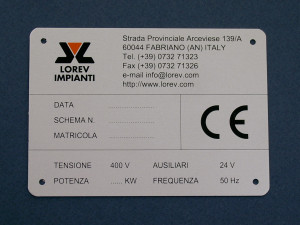 LOREV
IMPIANTI
Strada Provinciale Arceviese 139/A
60044 FABRIANO (AN) ITALY
Tel. (+39) 0732 71323
Fax (+39) 0732 71326
e-mail info@lorev.com
http://www.lorev.com
DATA
SCHEMA N.
MATRICOLA
CE
TENSIONE 400 V AUSILIARI 24 V
POTENZA ..... KW FREQUENZA 50 Hz